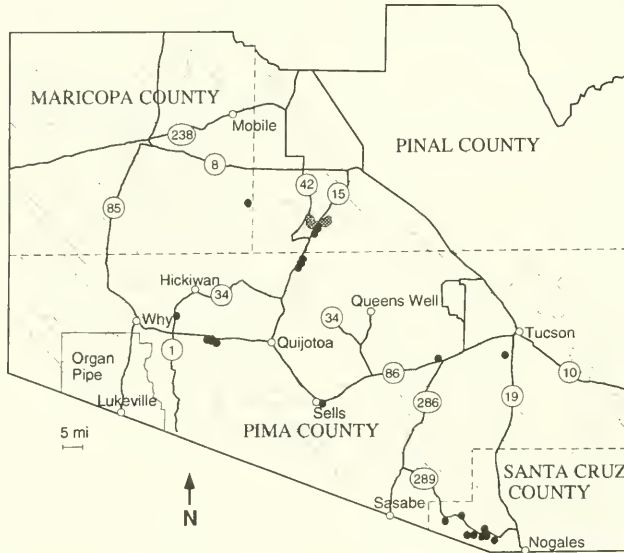 MARICOPA COUNTY
Mobile
238
PINAL COUNTY
8
42
15
85
Hickiwan
34
Queens Well
34
Why
Quijotoa
Tucson
Organ
Pipe
1
86
10
Lukeville
Sells
286
19
5 mi
PIMA COUNTY
289
SANTA CRUZ
COUNTY
N
Sasabe
Nogales